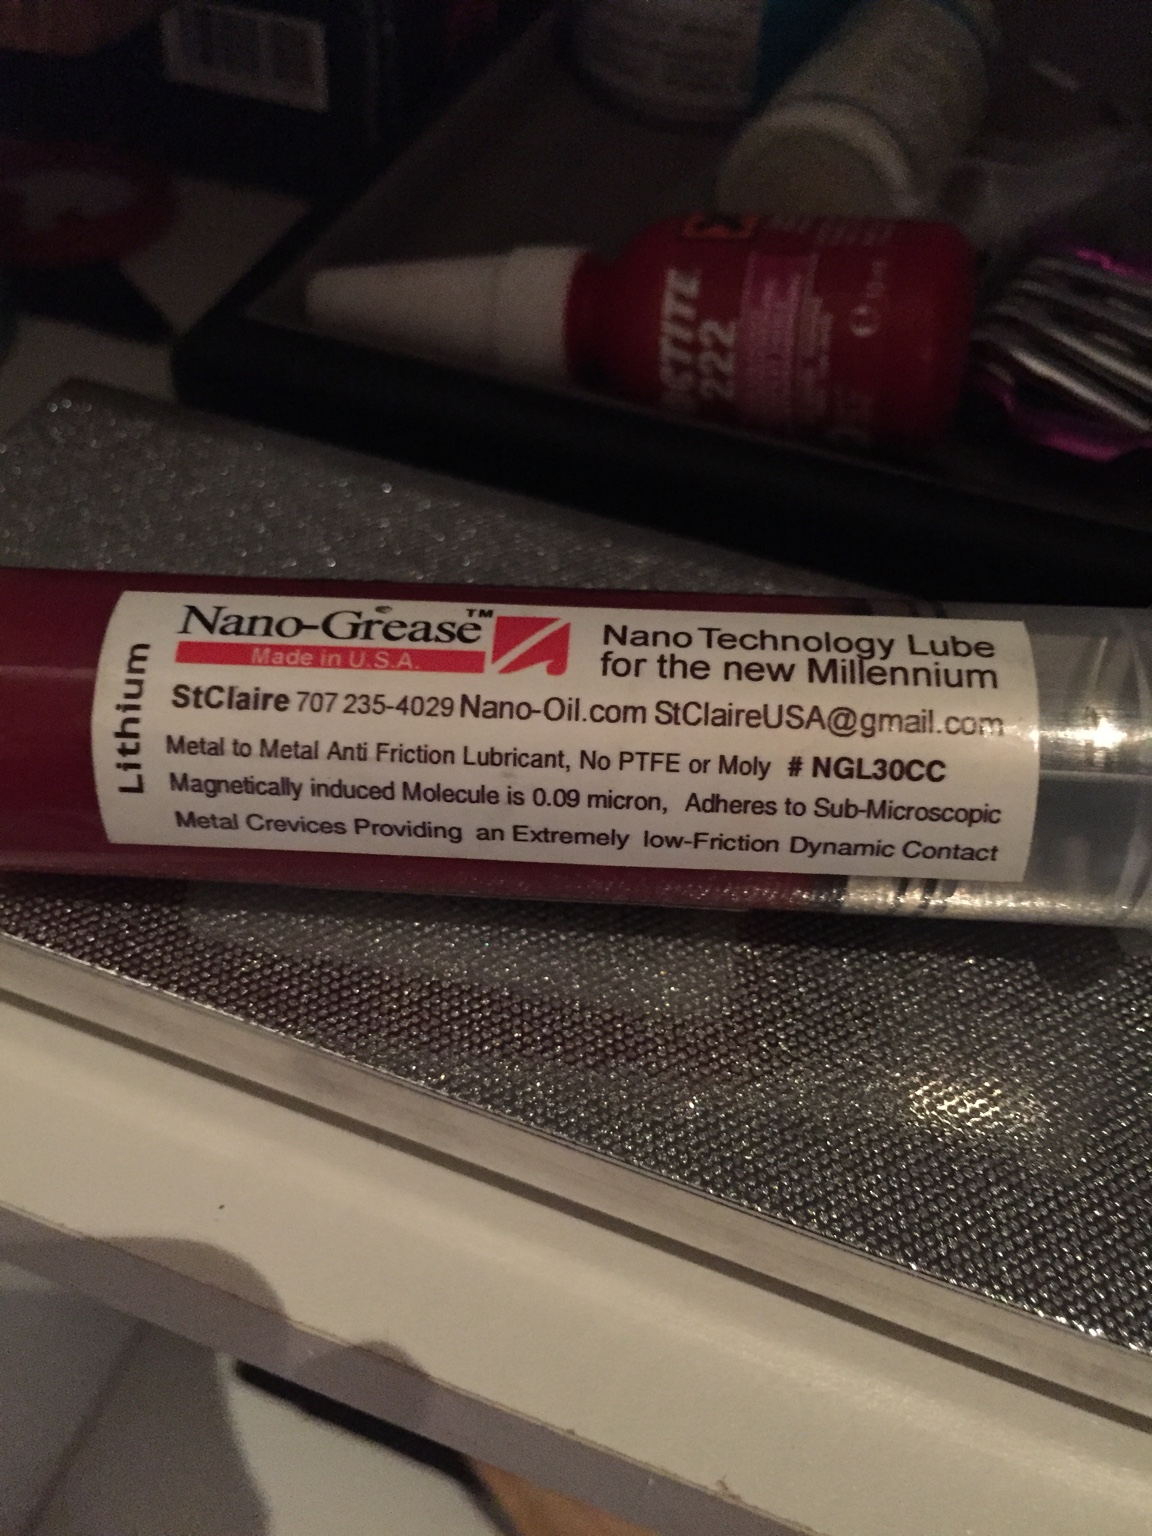 LOCTITE
222
Lithium
Nano-Grease™
Made in U.S.A.
Nano Technology Lube
for the new Millennium
StClaire 707 235-4029 Nano-Oil.com StClaireUSA@gmail.com
Metal to Metal Anti Friction Lubricant, No PTFE or Moly # NGL30CC
Magnetically induced Molecule is 0.09 micron, Adheres to Sub-Microscopic
Metal Crevices Providing an Extremely low-Friction Dynamic Contact